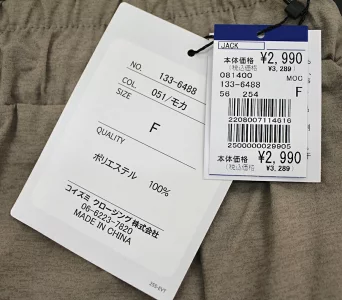 NO. 133-6488
COL. 051/モカ
SIZE F
QUALITY
ポリエステル 100%
コイズミ クロージング 株式会社
06-6223-7820
MADE IN CHINA
255-EVT
JACK
本体価格 ¥2,990
(税込価格 ¥3,289)
081400 MOC
133-6488 F
56 254
2208007114616
2500000029905
本体価格 ¥2,990
(税込価格 ¥3,289)